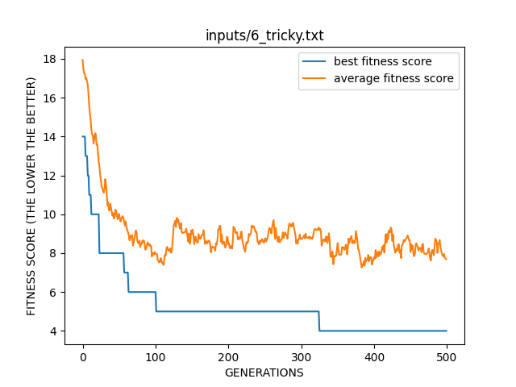 inputs/6_tricky.txt
best fitness score
average fitness score
FITNESS SCORE (THE LOWER THE BETTER)
18
16
14
12
10
8
6
4
0
100
200
300
400
500
GENERATIONS